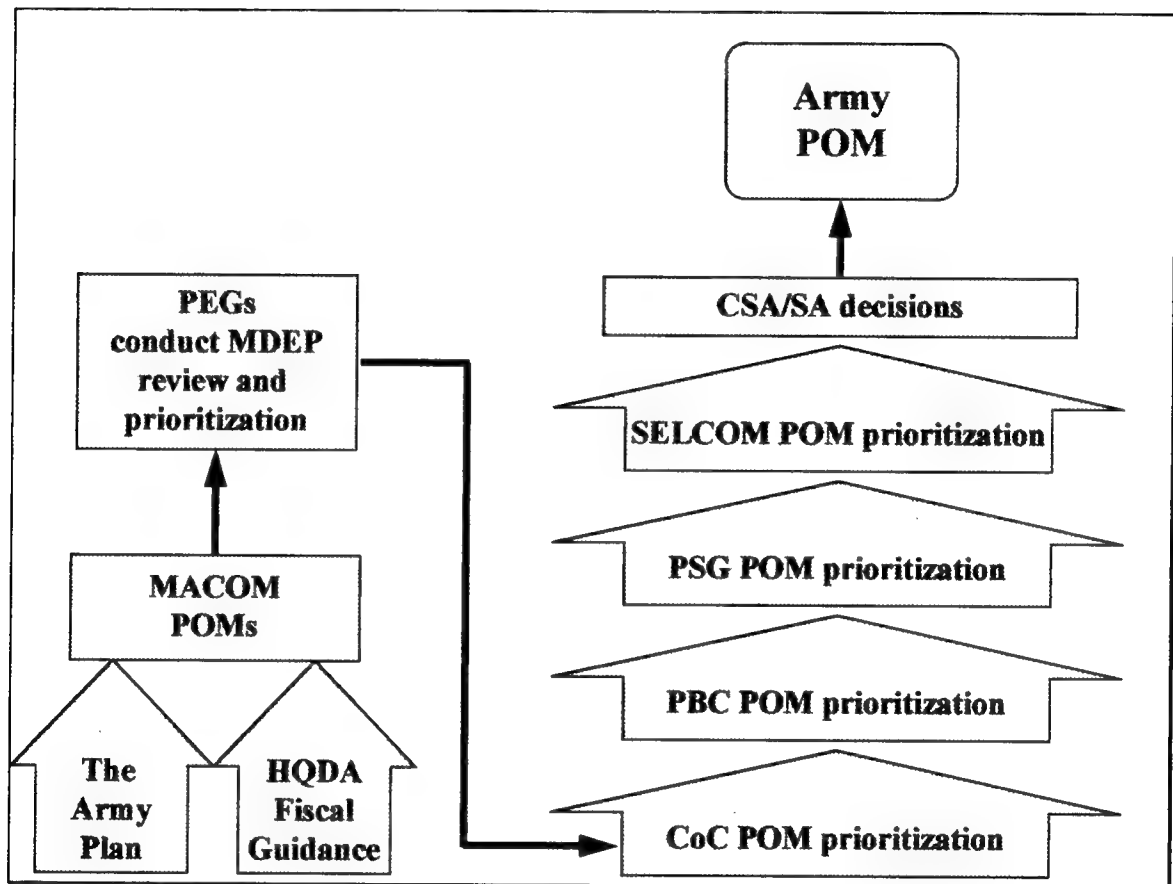 Army
POM
PEGs
conduct MDEP
review and
prioritization
CSA/SA decisions
SELCOM POM prioritization
MACOM
POMs
PSG POM prioritization
PBC POM prioritization
The
Army
Plan
HQDA
Fiscal
Guidance
CoC POM prioritization